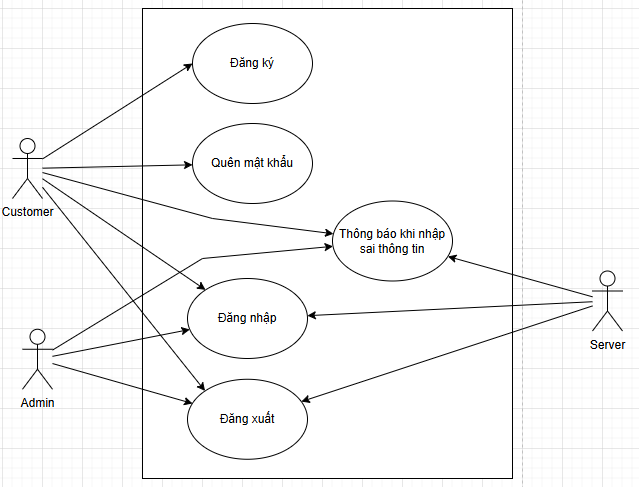 Đăng ký
Quên mật khẩu
Customer
Thông báo khi nhập
sai thông tin
Đăng nhập
Server
Admin
Đăng xuất